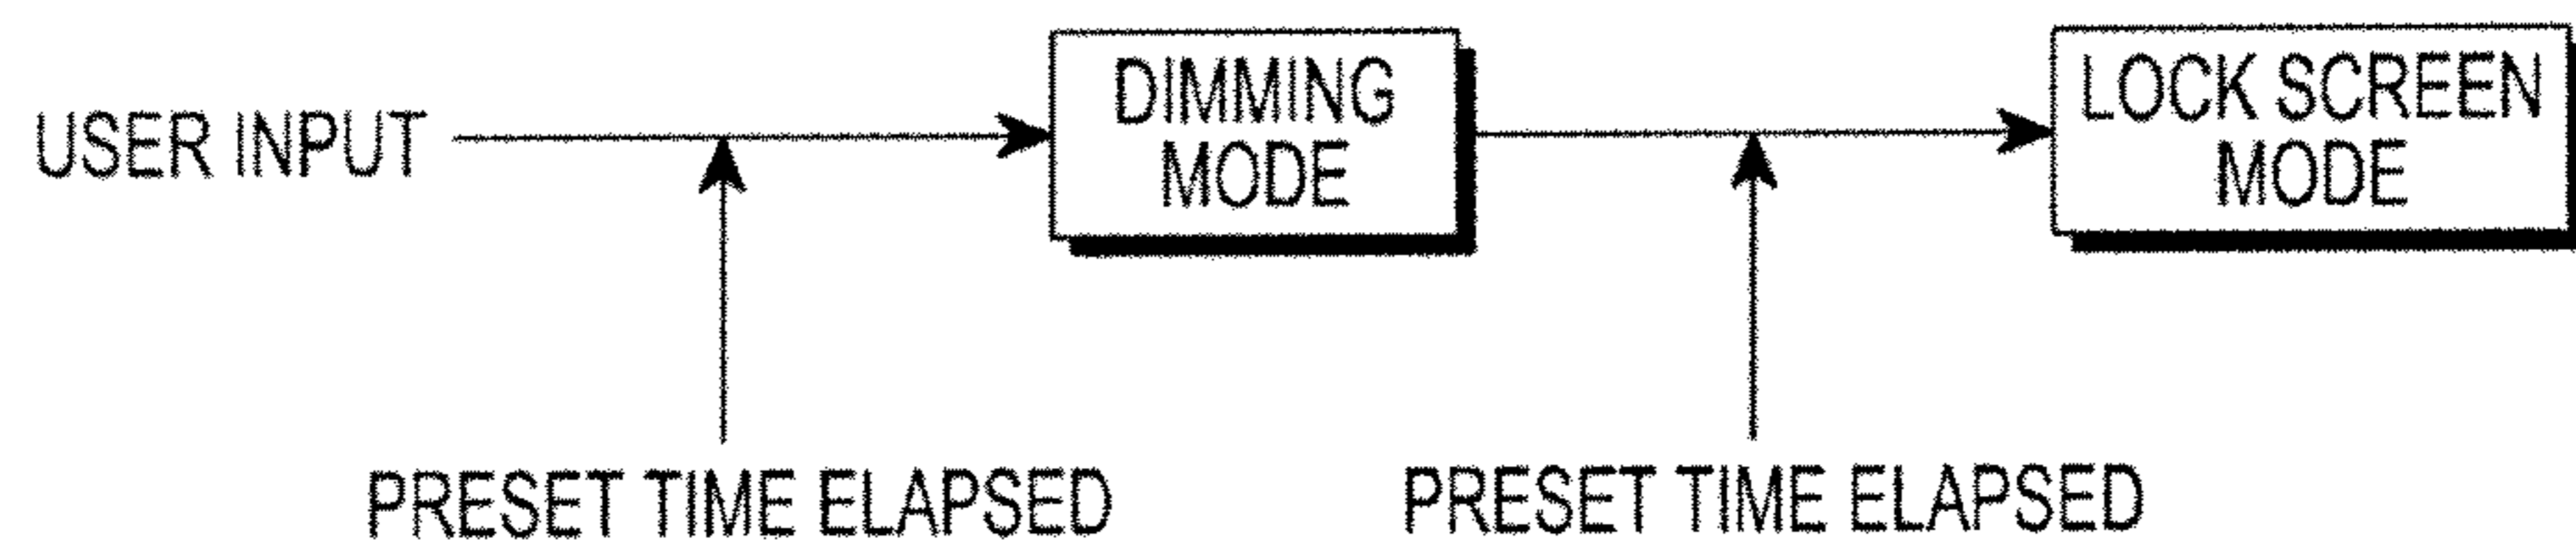 USER INPUT
DIMMING
MODE
LOCK SCREEN
MODE
PRESET TIME ELAPSED
PRESET TIME ELAPSED